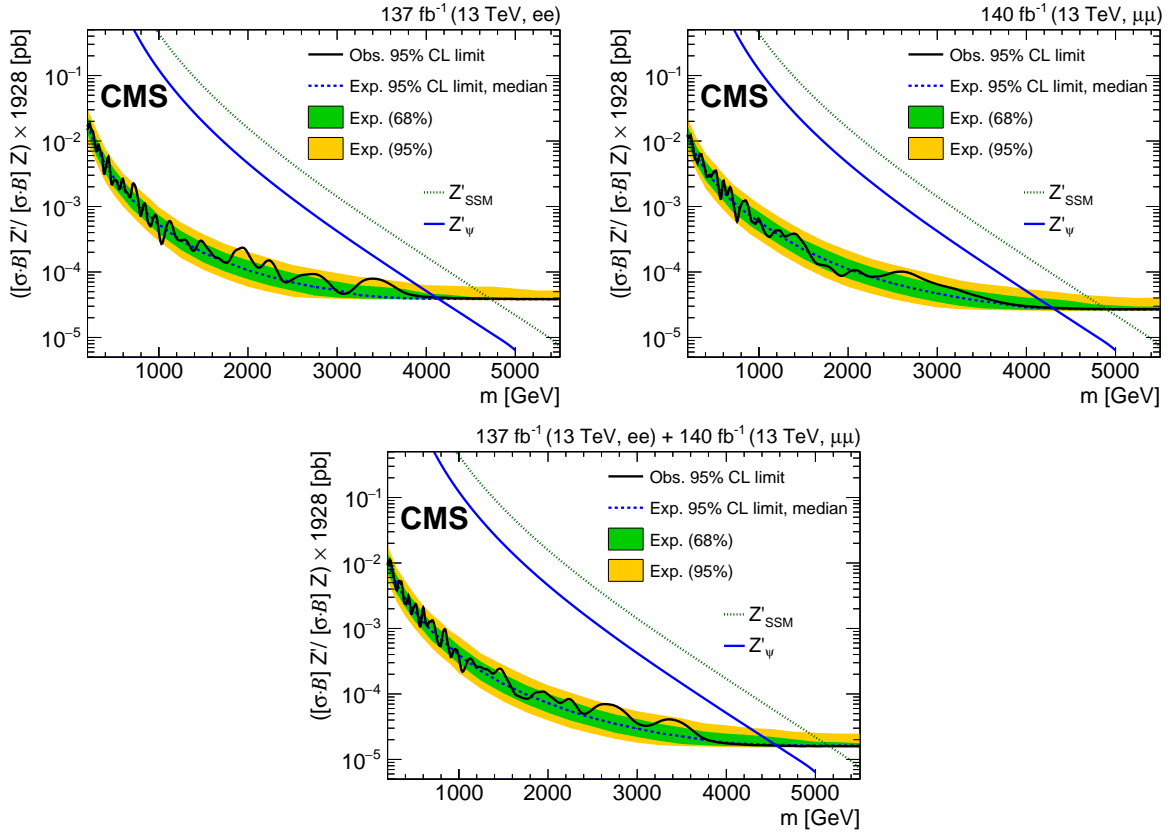 137 fb⁻¹ (13 TeV, ee)
([σ·B] Z′/ [σ·B] Z) × 1928 [pb]
10⁻¹
10⁻²
10⁻³
10⁻⁴
10⁻⁵
CMS
Obs. 95% CL limit
Exp. 95% CL limit, median
Exp. (68%)
Exp. (95%)
Z′SSM
Z′ψ
1000 2000 3000 4000 5000
m [GeV]
140 fb⁻¹ (13 TeV, μμ)
([σ·B] Z′/ [σ·B] Z) × 1928 [pb]
10⁻¹
10⁻²
10⁻³
10⁻⁴
10⁻⁵
CMS
Obs. 95% CL limit
Exp. 95% CL limit, median
Exp. (68%)
Exp. (95%)
Z′SSM
Z′ψ
1000 2000 3000 4000 5000
m [GeV]
137 fb⁻¹ (13 TeV, ee) + 140 fb⁻¹ (13 TeV, μμ)
([σ·B] Z′/ [σ·B] Z) × 1928 [pb]
10⁻¹
10⁻²
10⁻³
10⁻⁴
10⁻⁵
CMS
Obs. 95% CL limit
Exp. 95% CL limit, median
Exp. (68%)
Exp. (95%)
Z′SSM
Z′ψ
1000 2000 3000 4000 5000
m [GeV]